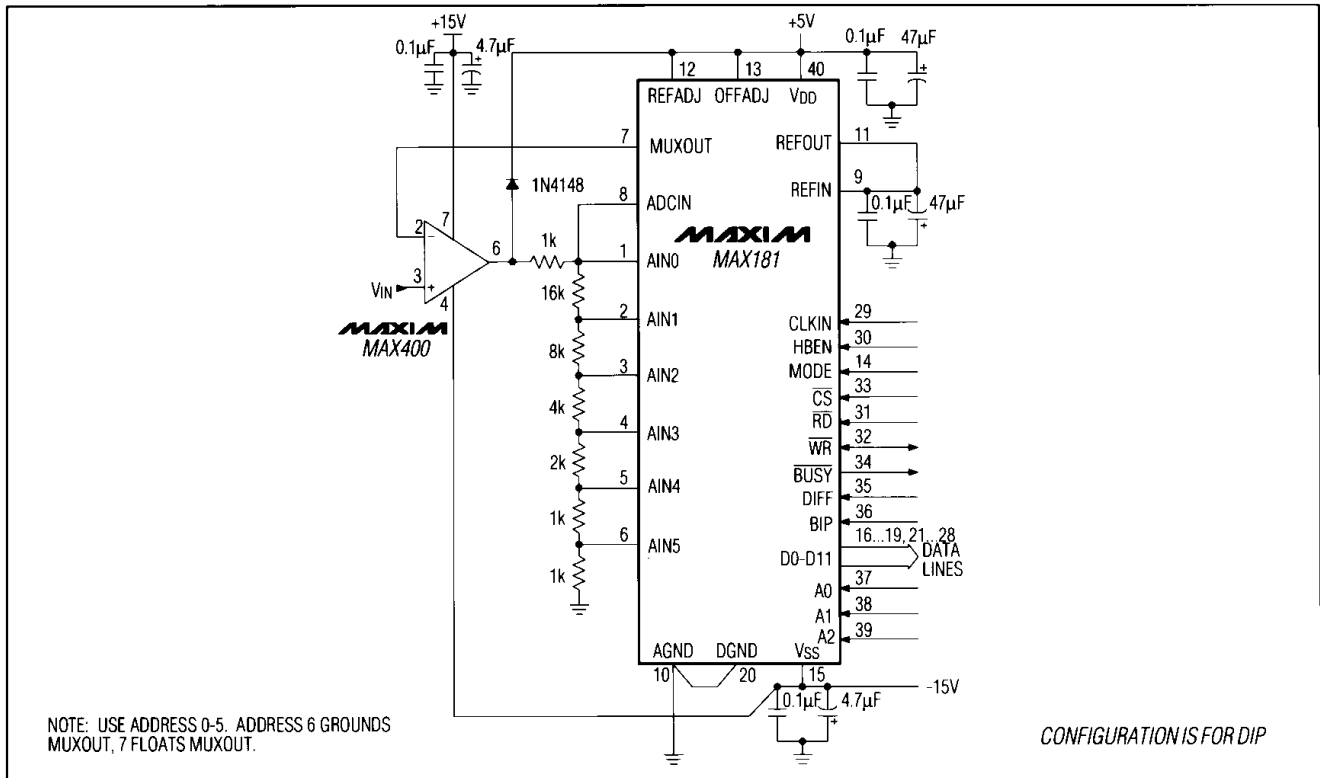 +15V
0.1µF
4.7µF
+
+5V
0.1µF
47µF
+
12
13
40
REFADJ
OFFADJ
VDD
7
MUXOUT
REFOUT
11
1N4148
8
ADCIN
REFIN
9
0.1µF
47µF
+
MAXIM
MAX181
2
-
7
6
1k
1
AIN0
VIN
3
+
4
16k
MAXIM
MAX400
2
AIN1
CLKIN
29
8k
HBEN
30
3
AIN2
MODE
14
4k
CS
33
4
AIN3
RD
31
2k
WR
32
BUSY
34
5
AIN4
DIFF
35
1k
BIP
36
6
AIN5
16...19, 21...28
D0-D11
DATA
LINES
1k
A0
37
A1
38
A2
39
AGND
DGND
VSS
10
20
15
-15V
0.1µF
4.7µF
+
NOTE: USE ADDRESS 0-5. ADDRESS 6 GROUNDS
MUXOUT, 7 FLOATS MUXOUT.
CONFIGURATION IS FOR DIP